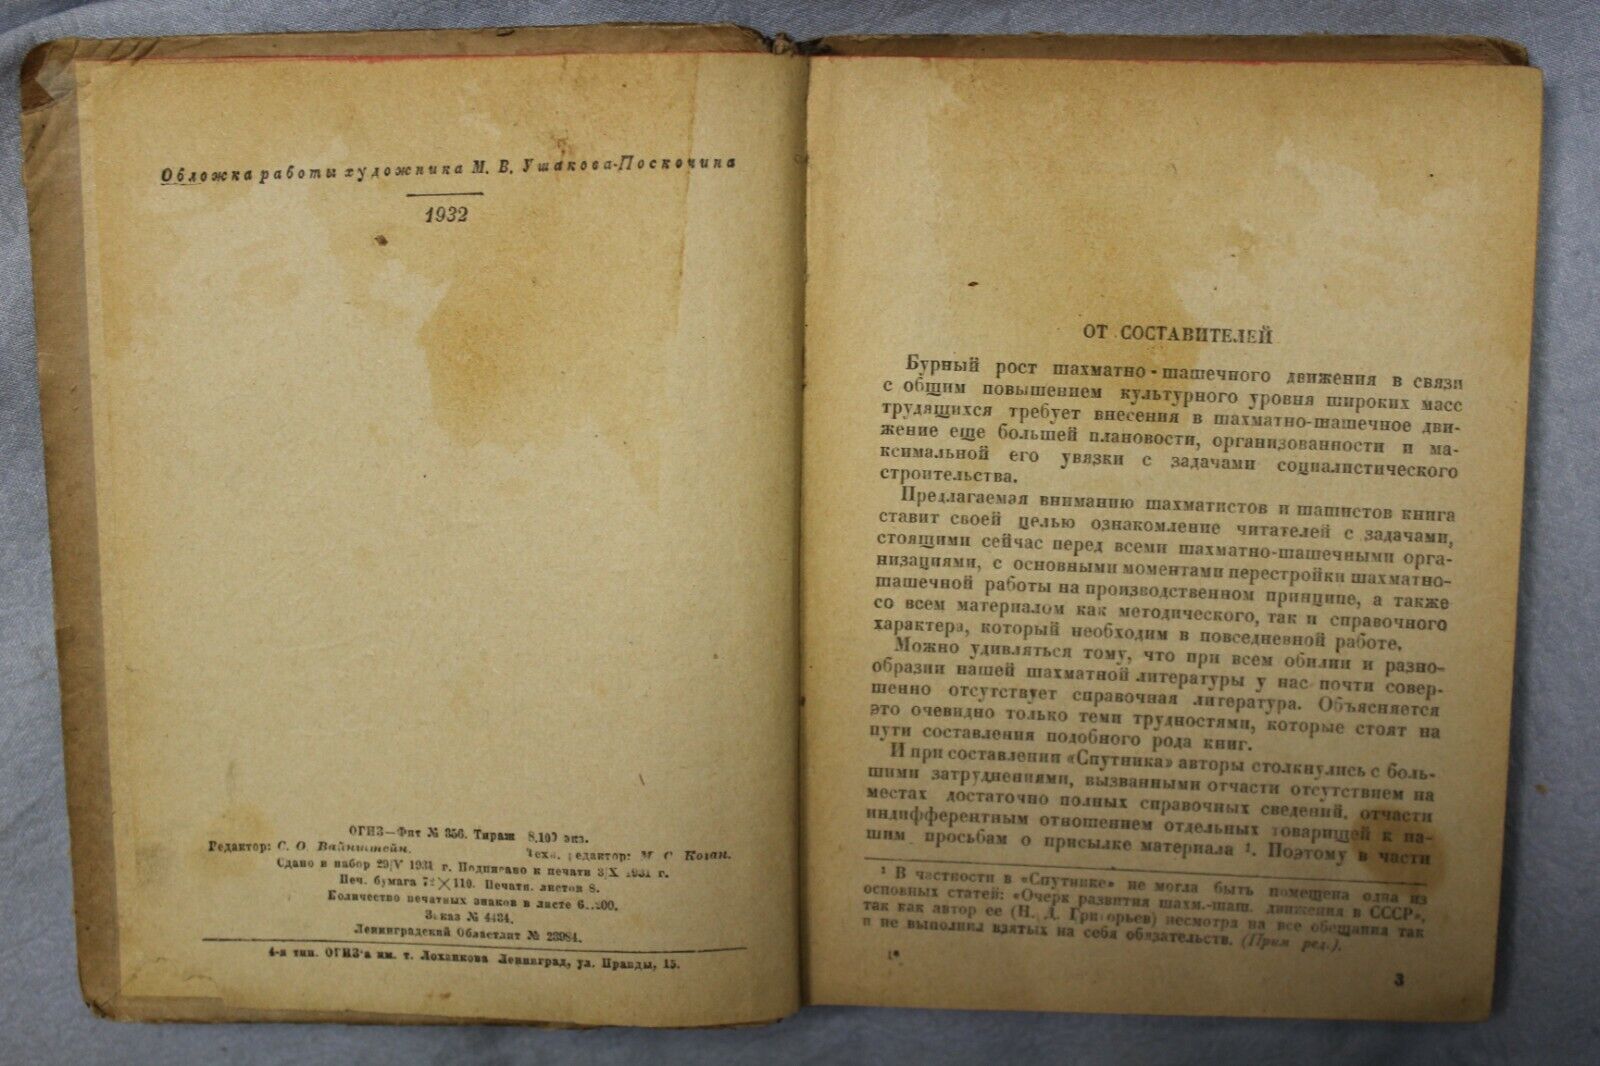 Обложка работы художника М. В. Ушакова-Поскочина
1932
ОГИЗ—Фит № 356. Тираж 8.100 экз.
Редактор: С. О. Вайнштейн. Техн. редактор: М. С. Коган.
Сдано в набор 29/V 1931 г. Подписано к печати 3/X 1931 г.
Печ. бумага 72×110. Печатн. листов 8.
Количество печатных знаков в листе
Заказ № 4434.
Ленинградский Областлит № 23984.
4-я тип. ОГИЗ'а им. т. Лоханкова Ленинград, ул. Правды, 15.
ОТ СОСТАВИТЕЛЕЙ
Бурный рост шахматно-шашечного движения в связи
с общим повышением культурного уровня широких масс
трудящихся требует внесения в шахматно-шашечное дви-
жение еще большей плановости, организованности и ма-
ксимальной его увязки с задачами социалистического
строительства.
Предлагаемая вниманию шахматистов и шашистов книга
ставит своей целью ознакомление читателей с задачами,
стоящими сейчас перед всеми шахматно-шашечными орга-
низациями, с основными моментами перестройки шахматно-
шашечной работы на производственном принципе, а также
со всем материалом как методического, так и справочного
характера, который необходим в повседневной работе.
Можно удивляться тому, что при всем обилии и разно-
образии нашей шахматной литературы у нас почти совер-
шенно отсутствует справочная литература. Объясняется
это очевидно только теми трудностями, которые стоят на
пути составления подобного рода книг.
И при составлении «Спутника» авторы столкнулись с боль-
шими затруднениями, вызванными отчасти отсутствием на
местах достаточно полных справочных сведений, отчасти
индифферентным отношением отдельных товарищей к на-
шим просьбам о присылке материала ¹. Поэтому в части
¹ В частности в «Спутнике» не могла быть помещена одна из
основных статей: «Очерк развития шахм.-шаш. движения в СССР»,
так как автор ее (Н. Д. Григорьев) несмотря на все обещания так
и не выполнил взятых на себя обязательств. (Прим ред.).
1*
3